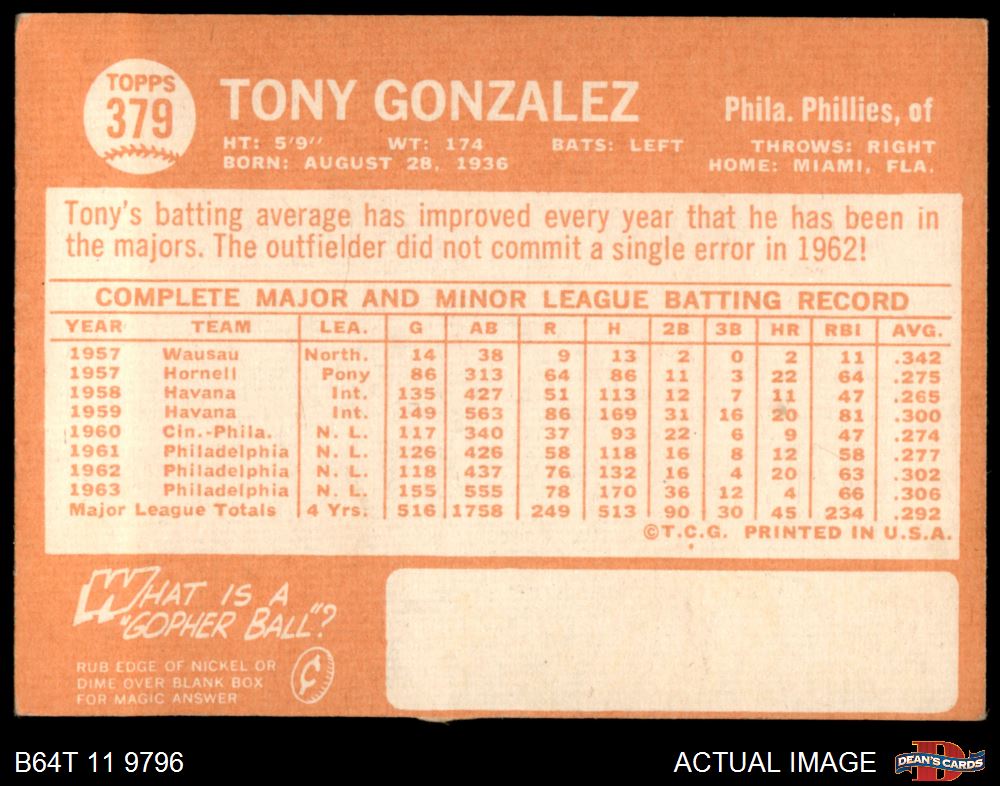 TOPPS
379
TONY GONZALEZ
Phila. Phillies, of
HT: 5'9" WT: 174 BATS: LEFT THROWS: RIGHT
BORN: AUGUST 28, 1936 HOME: MIAMI, FLA.
Tony's batting average has improved every year that he has been in
the majors. The outfielder did not commit a single error in 1962!
COMPLETE MAJOR AND MINOR LEAGUE BATTING RECORD
YEAR TEAM LEA. G AB R H 2B 3B HR RBI AVG.
1957 Wausau North. 14 38 9 13 2 0 2 11 .342
1957 Hornell Pony 86 313 64 86 11 3 22 64 .275
1958 Havana Int. 135 427 51 113 12 7 11 47 .265
1959 Havana Int. 149 563 86 169 31 16 20 81 .300
1960 Cin.-Phila. N. L. 117 340 37 93 22 6 9 47 .274
1961 Philadelphia N. L. 126 426 58 118 16 8 12 58 .277
1962 Philadelphia N. L. 118 437 76 132 16 4 20 63 .302
1963 Philadelphia N. L. 155 555 78 170 36 12 4 66 .306
Major League Totals 4 Yrs. 516 1758 249 513 90 30 45 234 .292
©T.C.G. PRINTED IN U.S.A.
WHAT IS A
"GOPHER BALL"?
RUB EDGE OF NICKEL OR
DIME OVER BLANK BOX
FOR MAGIC ANSWER
¢
B64T 11 9796
ACTUAL IMAGE
D
DEAN'S CARDS